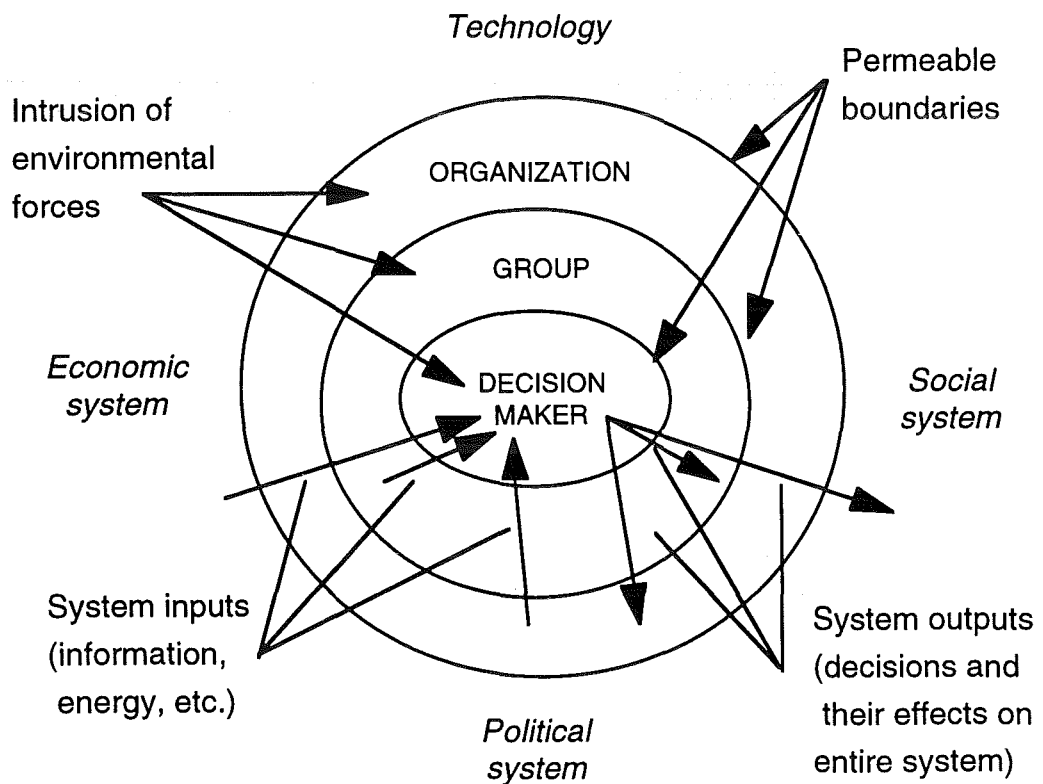 Technology
Permeable
boundaries
Intrusion of
environmental
forces
ORGANIZATION
GROUP
Economic
system
DECISION
MAKER
Social
system
System inputs
(information,
energy, etc.)
System outputs
(decisions and
their effects on
entire system)
Political
system